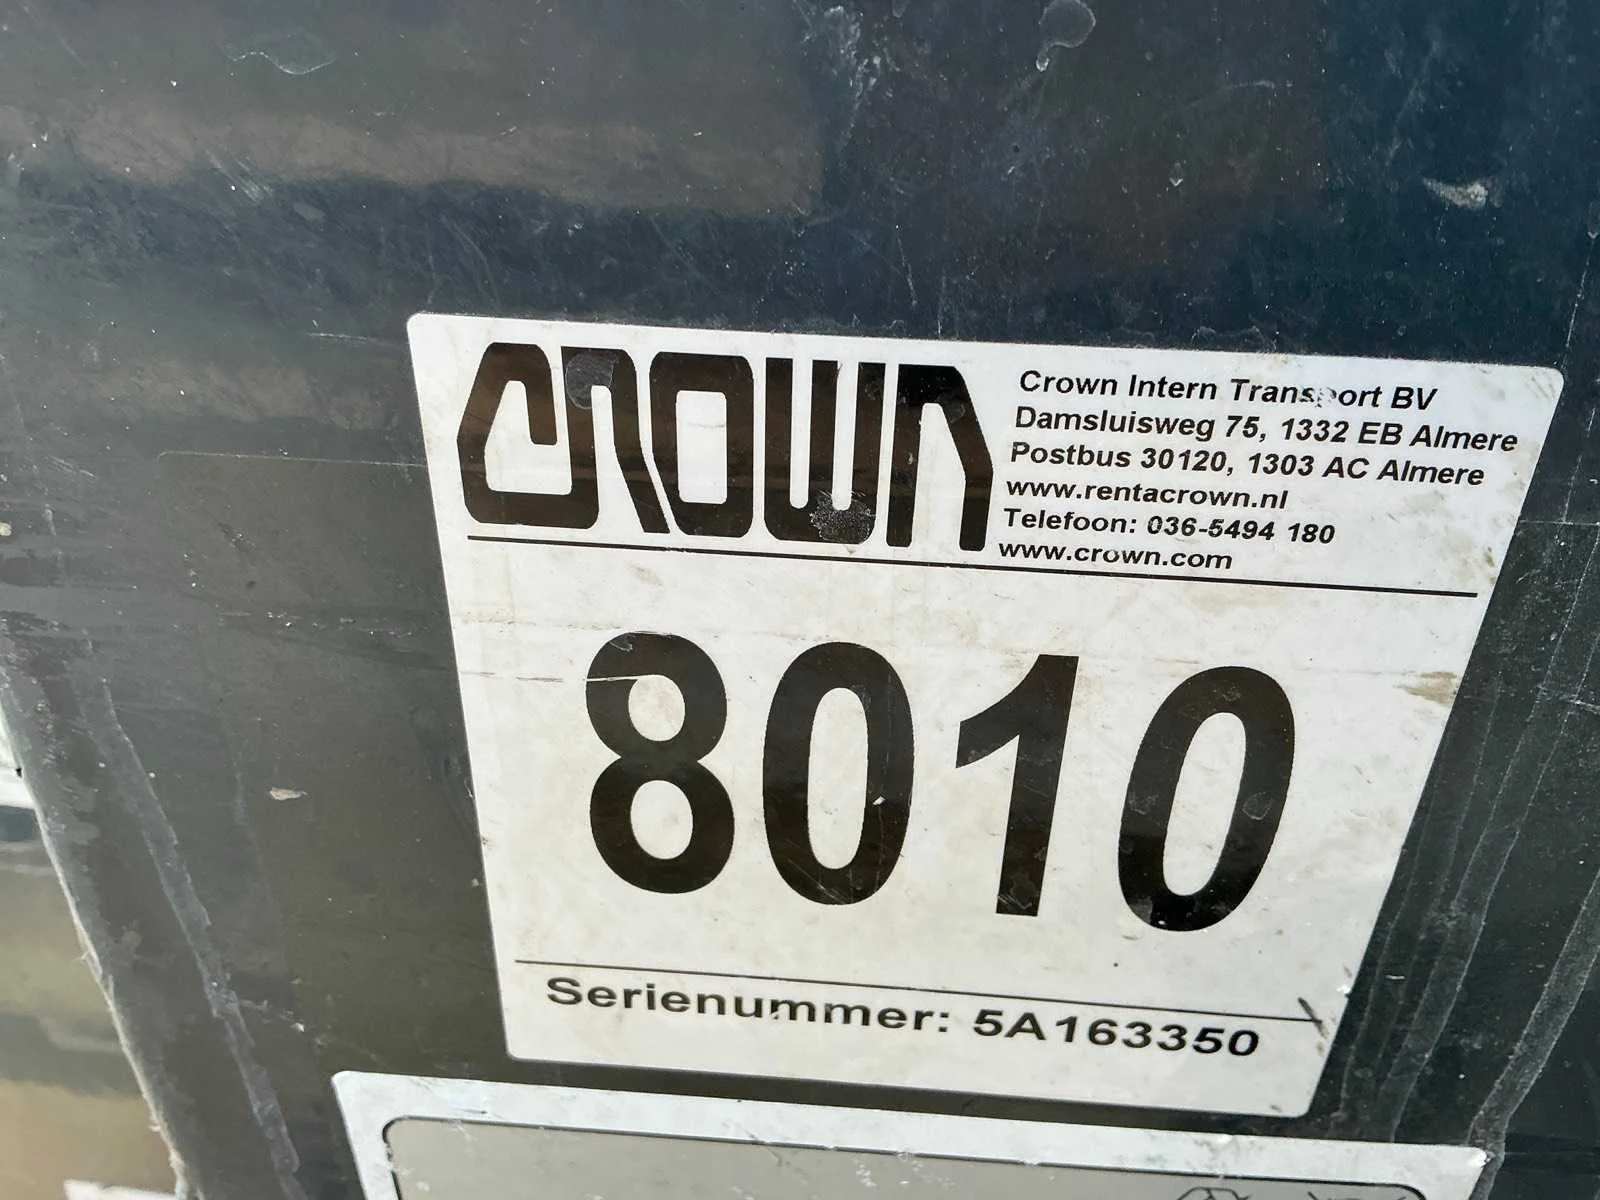 CROWN
Crown Intern Transport BV
Damsluisweg 75, 1332 EB Almere
Postbus 30120, 1303 AC Almere
www.rentacrown.nl
Telefoon: 036-5494 180
www.crown.com
8010
Serienummer: 5A163350